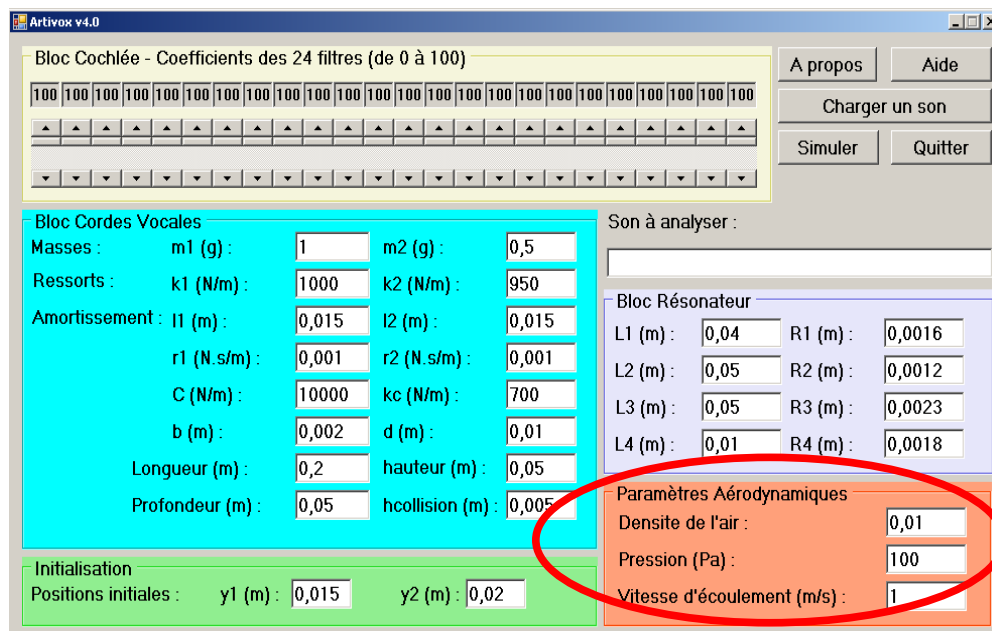 Artivox v4.0
Bloc Cochlée - Coefficients des 24 filtres (de 0 à 100)
100 100 100 100 100 100 100 100 100 100 100 100 100 100 100 100 100 100 100 100 100 100 100 100
A propos
Aide
Charger un son
Simuler
Quitter
Bloc Cordes Vocales
Masses : m1 (g) : 1 m2 (g) : 0,5
Ressorts : k1 (N/m) : 1000 k2 (N/m) : 950
Amortissement : l1 (m) : 0,015 l2 (m) : 0,015
r1 (N.s/m) : 0,001 r2 (N.s/m) : 0,001
C (N/m) : 10000 kc (N/m) : 700
b (m) : 0,002 d (m) : 0,01
Longueur (m) : 0,2 hauteur (m) : 0,05
Profondeur (m) : 0,05 hcollision (m) : 0,005
Initialisation
Positions initiales : y1 (m) : 0,015 y2 (m) : 0,02
Son à analyser :
Bloc Résonateur
L1 (m) : 0,04 R1 (m) : 0,0016
L2 (m) : 0,05 R2 (m) : 0,0012
L3 (m) : 0,05 R3 (m) : 0,0023
L4 (m) : 0,01 R4 (m) : 0,0018
Paramètres Aérodynamiques
Densite de l'air : 0,01
Pression (Pa) : 100
Vitesse d'écoulement (m/s) : 1